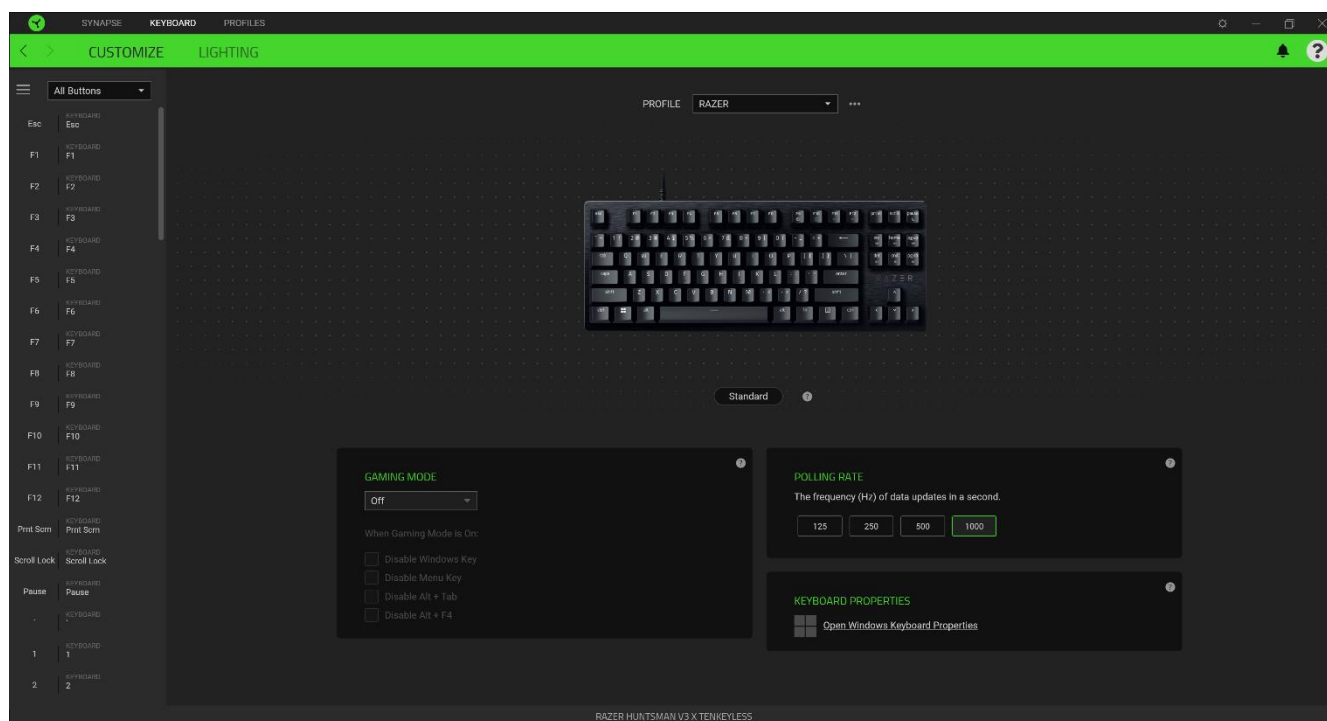 SYNAPSE KEYBOARD PROFILES
CUSTOMIZE LIGHTING
?
All Buttons
PROFILE RAZER
Esc KEYBOARD Esc
F1 KEYBOARD F1
F2 KEYBOARD F2
F3 KEYBOARD F3
F4 KEYBOARD F4
F5 KEYBOARD F5
F6 KEYBOARD F6
F7 KEYBOARD F7
F8 KEYBOARD F8
F9 KEYBOARD F9
F10 KEYBOARD F10
F11 KEYBOARD F11
F12 KEYBOARD F12
Prnt Scrn KEYBOARD Prnt Scrn
Scroll Lock KEYBOARD Scroll Lock
Pause KEYBOARD Pause
` KEYBOARD `
1 KEYBOARD 1
2 KEYBOARD 2
Standard ?
GAMING MODE ?
Off
When Gaming Mode is On:
Disable Windows Key
Disable Menu Key
Disable Alt + Tab
Disable Alt + F4
POLLING RATE ?
The frequency (Hz) of data updates in a second.
125 250 500 1000
KEYBOARD PROPERTIES ?
Open Windows Keyboard Properties
RAZER HUNTSMAN V3 X TENKEYLESS